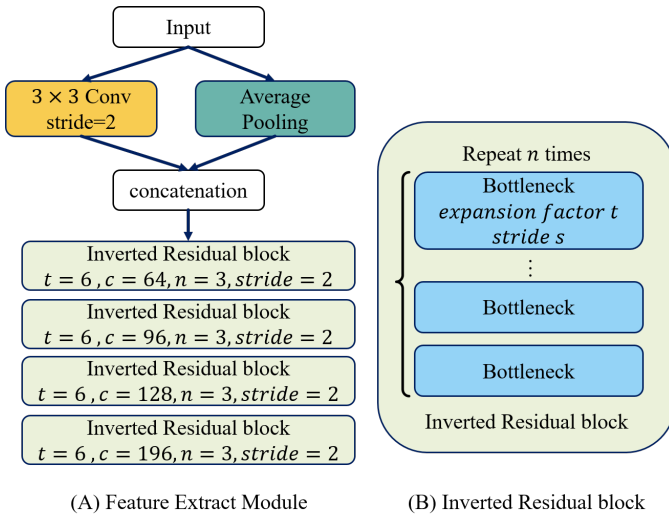 Input
3 × 3 Conv
stride=2
Average
Pooling
concatenation
Inverted Residual block
t = 6 , c = 64, n = 3, stride = 2
Inverted Residual block
t = 6 , c = 96, n = 3, stride = 2
Inverted Residual block
t = 6 , c = 128, n = 3, stride = 2
Inverted Residual block
t = 6 , c = 196, n = 3, stride = 2
(A) Feature Extract Module
Repeat n times
Bottleneck
expansion factor t
stride s
⋮
Bottleneck
Bottleneck
Inverted Residual block
(B) Inverted Residual block